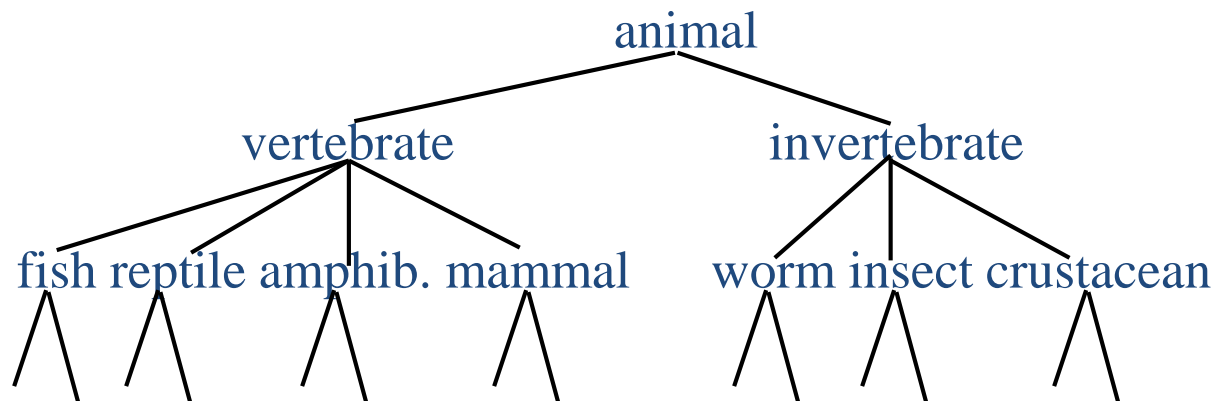 animal
vertebrate invertebrate
fish reptile amphib. mammal worm insect crustacean